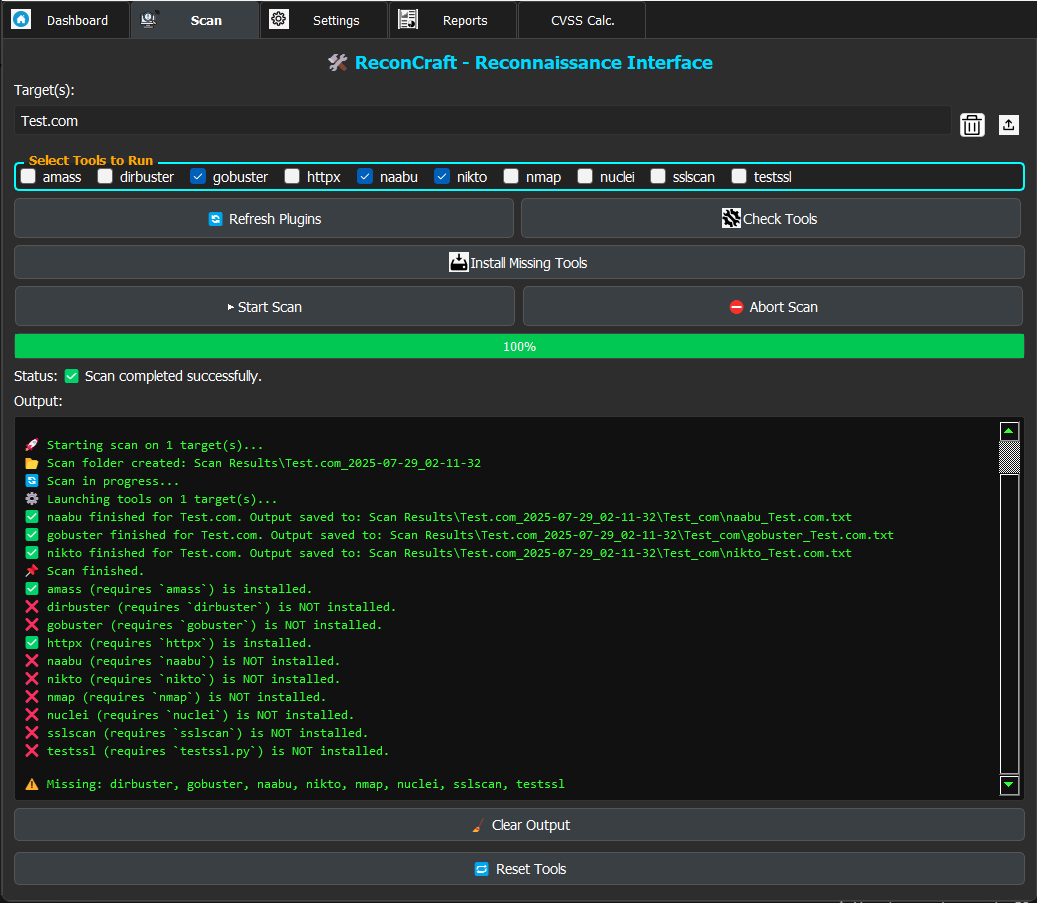 Dashboard Scan Settings Reports CVSS Calc.
ReconCraft - Reconnaissance Interface
Target(s):
Test.com
Select Tools to Run
amass dirbuster gobuster httpx naabu nikto nmap nuclei sslscan testssl
Refresh Plugins Check Tools
Install Missing Tools
Start Scan Abort Scan
100%
Status: Scan completed successfully.
Output:
Starting scan on 1 target(s)...
Scan folder created: Scan Results\Test.com_2025-07-29_02-11-32
Scan in progress...
Launching tools on 1 target(s)...
naabu finished for Test.com. Output saved to: Scan Results\Test.com_2025-07-29_02-11-32\Test_com\naabu_Test.com.txt
gobuster finished for Test.com. Output saved to: Scan Results\Test.com_2025-07-29_02-11-32\Test_com\gobuster_Test.com.txt
nikto finished for Test.com. Output saved to: Scan Results\Test.com_2025-07-29_02-11-32\Test_com\nikto_Test.com.txt
Scan finished.
amass (requires `amass`) is installed.
dirbuster (requires `dirbuster`) is NOT installed.
gobuster (requires `gobuster`) is NOT installed.
httpx (requires `httpx`) is installed.
naabu (requires `naabu`) is NOT installed.
nikto (requires `nikto`) is NOT installed.
nmap (requires `nmap`) is NOT installed.
nuclei (requires `nuclei`) is NOT installed.
sslscan (requires `sslscan`) is NOT installed.
testssl (requires `testssl.py`) is NOT installed.
Missing: dirbuster, gobuster, naabu, nikto, nmap, nuclei, sslscan, testssl
Clear Output
Reset Tools